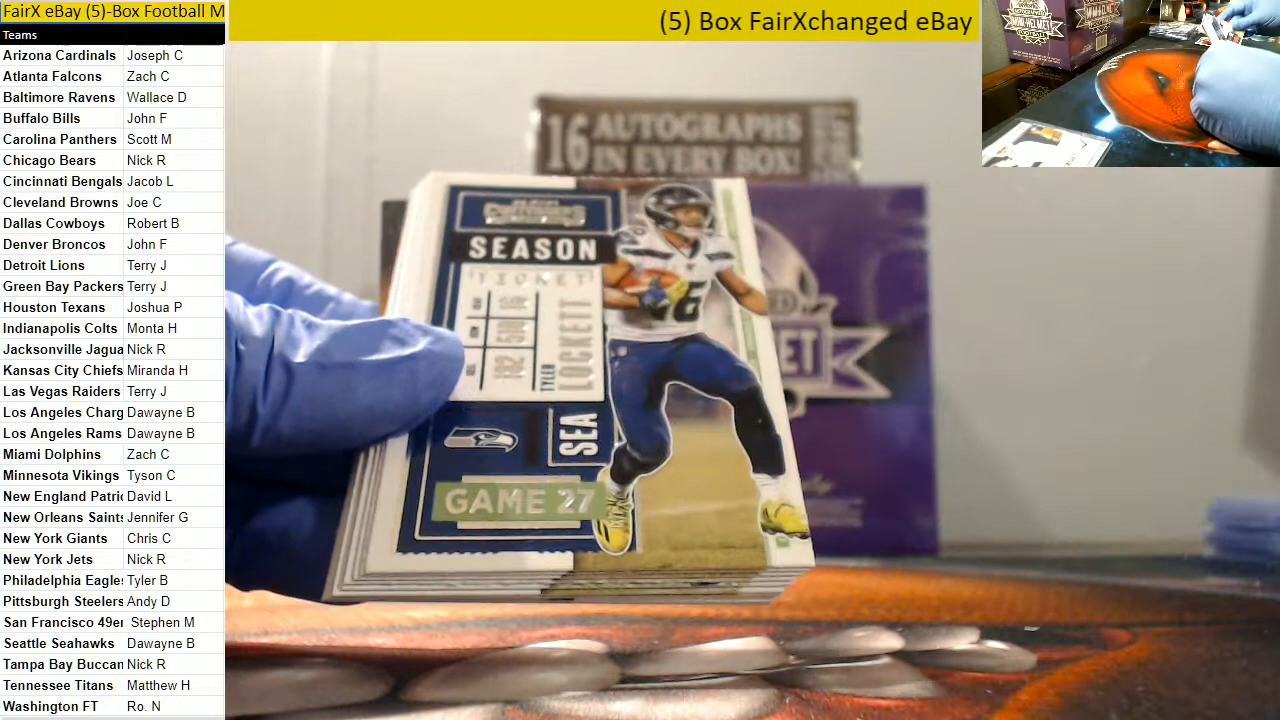 FairX eBay (5)-Box Football M
Teams
Arizona Cardinals Joseph C
Atlanta Falcons Zach C
Baltimore Ravens Wallace D
Buffalo Bills John F
Carolina Panthers Scott M
Chicago Bears Nick R
Cincinnati Bengals Jacob L
Cleveland Browns Joe C
Dallas Cowboys Robert B
Denver Broncos John F
Detroit Lions Terry J
Green Bay Packers Terry J
Houston Texans Joshua P
Indianapolis Colts Monta H
Jacksonville Jagua Nick R
Kansas City Chiefs Miranda H
Las Vegas Raiders Terry J
Los Angeles Charg Dawayne B
Los Angeles Rams Dawayne B
Miami Dolphins Zach C
Minnesota Vikings Tyson C
New England Patri David L
New Orleans Saints Jennifer G
New York Giants Chris C
New York Jets Nick R
Philadelphia Eagle Tyler B
Pittsburgh Steelers Andy D
San Francisco 49er Stephen M
Seattle Seahawks Dawayne B
Tampa Bay Buccan Nick R
Tennessee Titans Matthew H
Washington FT Ro. N
(5) Box FairXchanged eBay
16 AUTOGRAPHS
IN EVERY BOX!
CONTENDERS
SEASON
TICKET
510
182
TYLER
LOCKETT
SEA
GAME 27
MINI HELMET